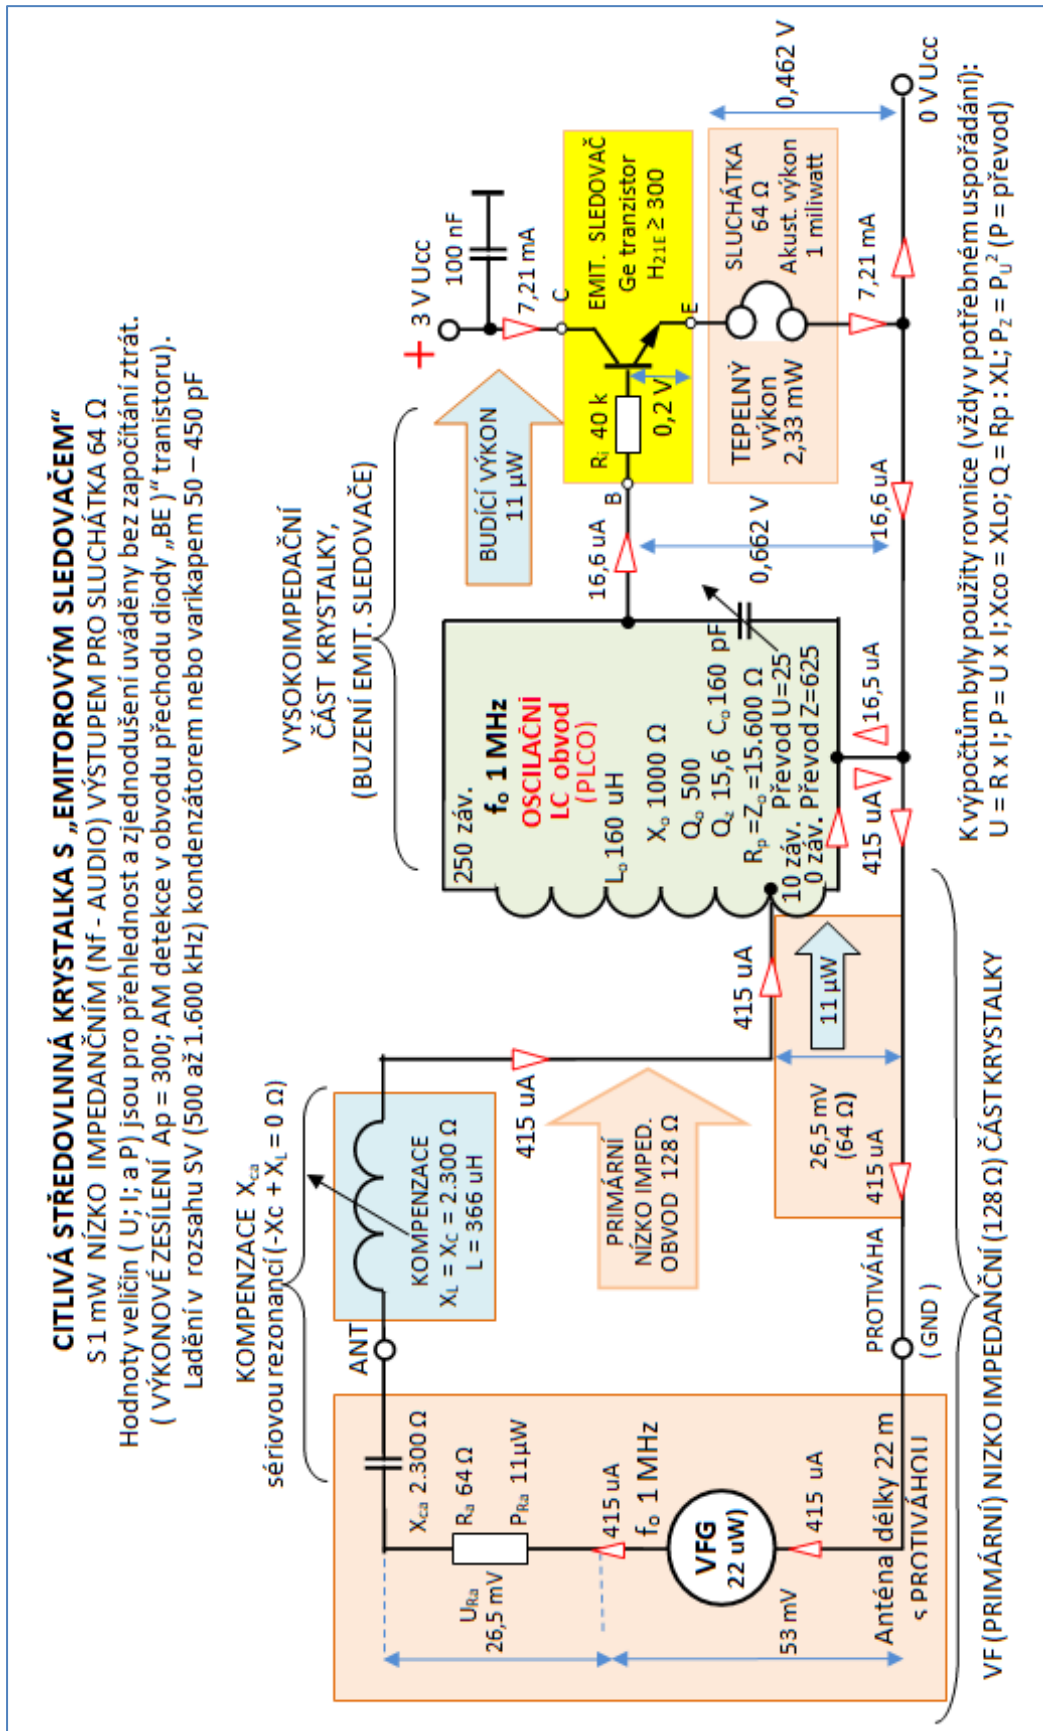 CITLIVÁ STŘEDOVLNNÁ KRYSTALKA S „EMITOROVÝM SLEDOVAČEM“
S 1 mW NÍZKO IMPEDANČNÍM (Nf - AUDIO) VÝSTUPEM PRO SLUCHÁTKA 64 Ω
Hodnoty veličin ( U; I; a P) jsou pro přehlednost a zjednodušení uváděny bez započítání ztrát.
( VÝKONOVÉ ZESÍLENÍ Ap = 300; AM detekce v obvodu přechodu diody „BE )“ tranistoru).
Ladění v rozsahu SV (500 až 1.600 kHz) kondenzátorem nebo varikapem 50 – 450 pF
KOMPENZACE Xca
sériovou rezonancí (-Xc + XL = 0 Ω)
VYSOKOIMPEDAČNÍ
ČÁST KRYSTALKY,
(BUZENÍ EMIT. SLEDOVAČE)
+
3 V Ucc
100 nF
7,21 mA
C
BUDÍCÍ VÝKON
11 µW
EMIT. SLEDOVAČ
Ge tranzistor
H21E ≥ 300
Ri 40 k
B
E
0,2 V
16,6 uA
0,662 V
16,6 uA
SLUCHÁTKA
64 Ω
Akust. výkon
1 miliwatt
TEPELNÝ
výkon
2,33 mW
7,21 mA
0,462 V
0 V Ucc
250 záv.
fo 1 MHz
OSCILAČNÍ
LC obvod
(PLCO)
Lo 160 uH
Xo 1000 Ω
Qo 500
Qz 15,6 Co 160 pF
Rp =Zo =15.600 Ω
10 záv. Převod U=25
0 záv. Převod Z=625
415 uA
16,5 uA
ANT
KOMPENZACE
XL = XC = 2.300 Ω
L = 366 uH
415 uA
415 uA
PRIMÁRNÍ
NÍZKO IMPED.
OBVOD 128 Ω
11 µW
26,5 mV
(64 Ω)
415 uA
PROTIVÁHA
( GND )
Xca 2.300 Ω
Ra 64 Ω
PRa 11µW
URa
26,5 mV
415 uA
fo 1 MHz
VFG
22 uW)
53 mV
415 uA
Anténa délky 22 m
s PROTIVÁHOU
VF ( PRIMÁRNÍ) NIZKO IMPEDANČNÍ (128 Ω) ČÁST KRYSTALKY
K výpočtům byly použity rovnice (vždy v potřebném uspořádání):
U = R x I; P = U x I; Xco = XLo; Q = Rp : XL; PZ = PU² (P = převod)